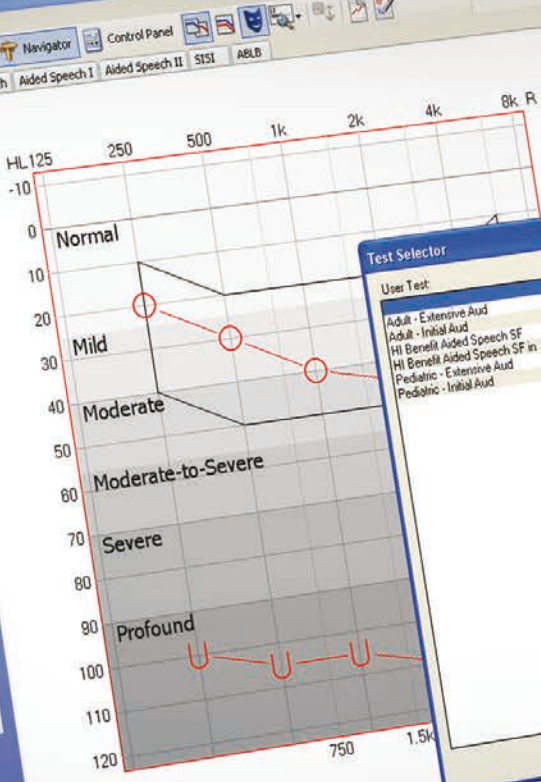 Navigator Control Panel
Aided Speech I Aided Speech II SISI ABLB
HL125 250 500 1k 2k 4k 8k R
-10
0
Normal
10
20
Mild
30
40
Moderate
50
Moderate-to-Severe
60
70
Severe
80
90
Profound
100
U U U
110
120
750 1.5k
Test Selector
User Test:
Adult - Extensive Aud
Adult - Initial Aud
HI Benefit Aided Speech SF
HI Benefit Aided Speech SF in
Pediatric - Extensive Aud
Pediatric - Initial Aud